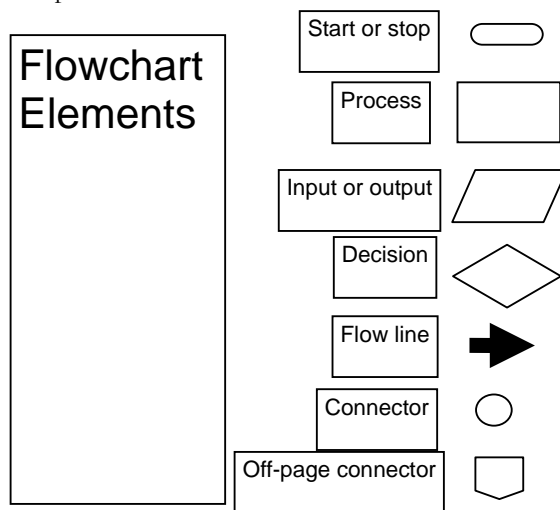 Flowchart
Elements
Start or stop
Process
Input or output
Decision
Flow line
Connector
Off-page connector